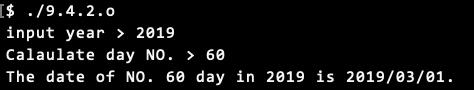 [$ ./9.4.2.o
input year > 2019
Calaulate day NO. > 60
The date of NO. 60 day in 2019 is 2019/03/01.